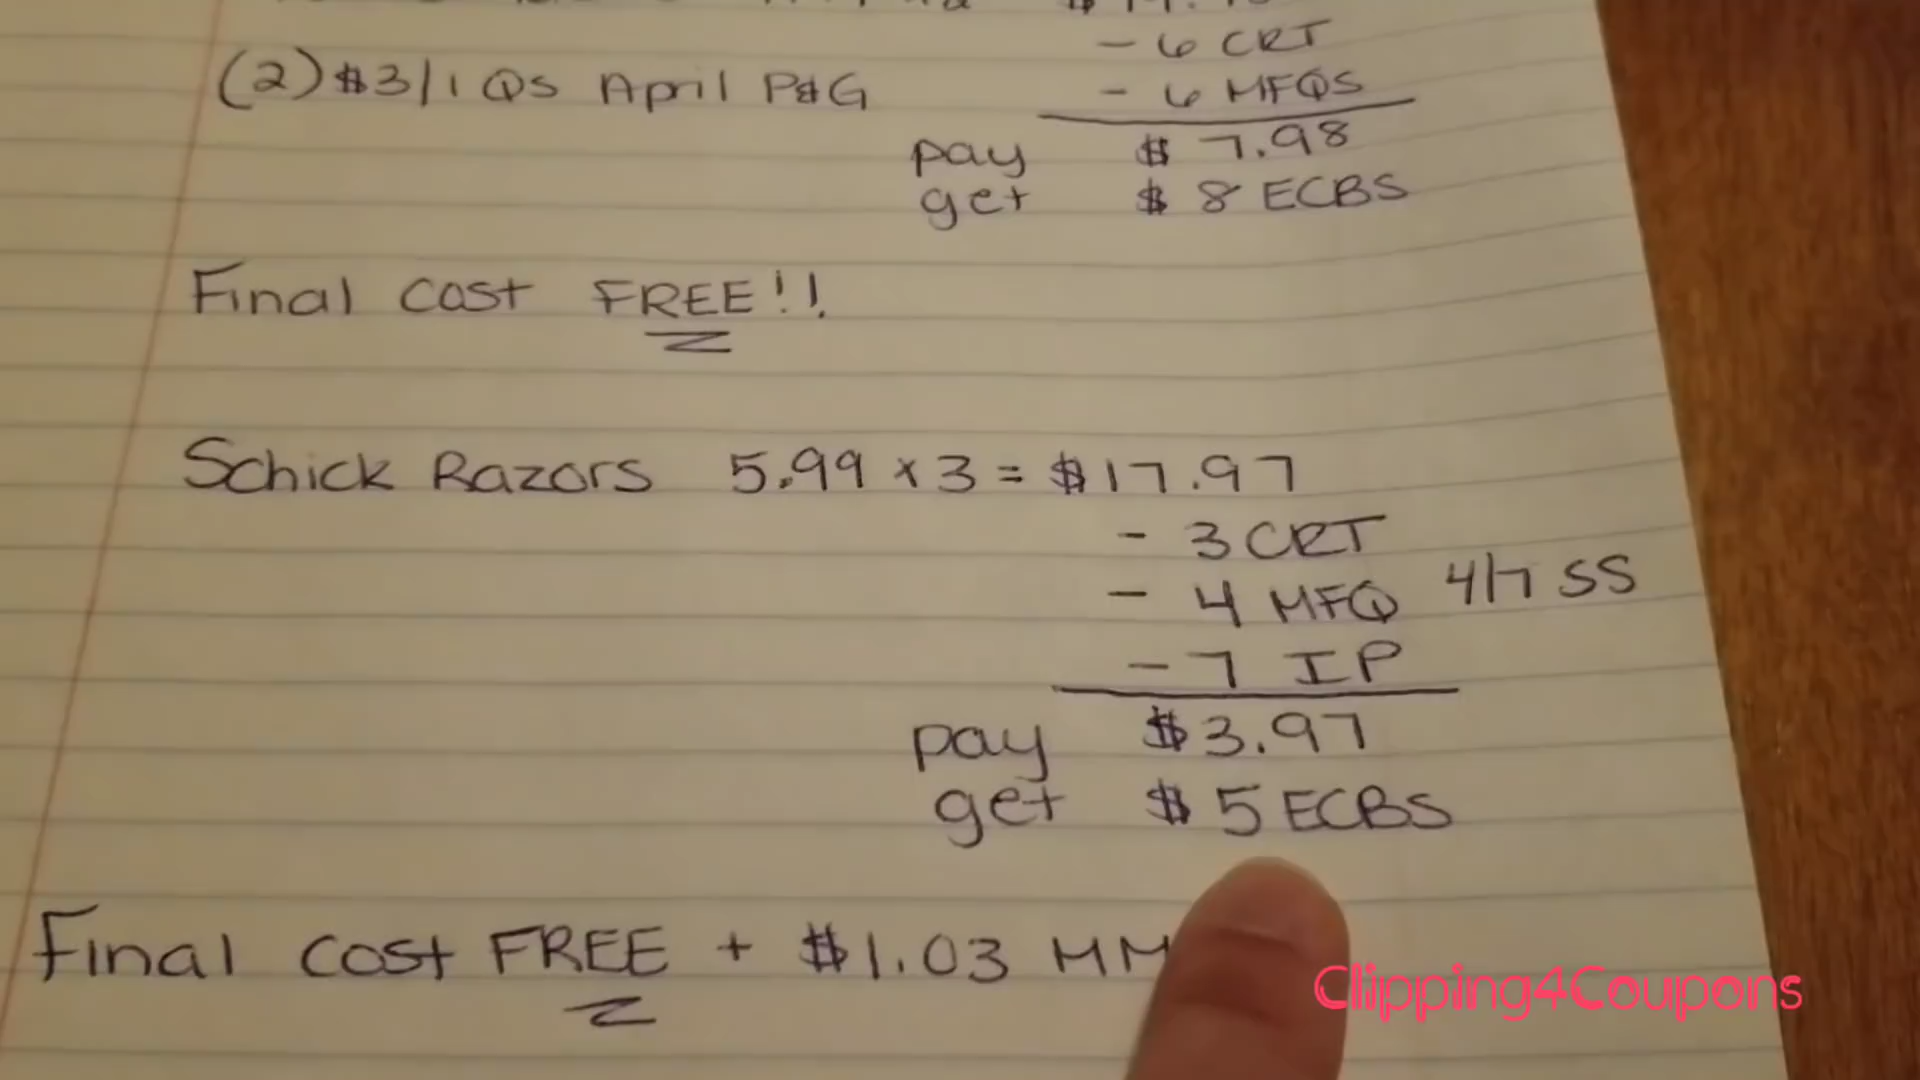 - 6 CRT
(2) $3/1 QS April P&G
- 6 MFQS
pay $ 7.98
get $ 8 ECBS
Final cost FREE!!
Schick Razors 5.99 x 3 = $17.97
- 3 CRT
- 4 MFQ 4/7 SS
- 7 IP
pay $3.97
get $ 5 ECBS
Final cost FREE + $1.03 MM
Clipping4Coupons